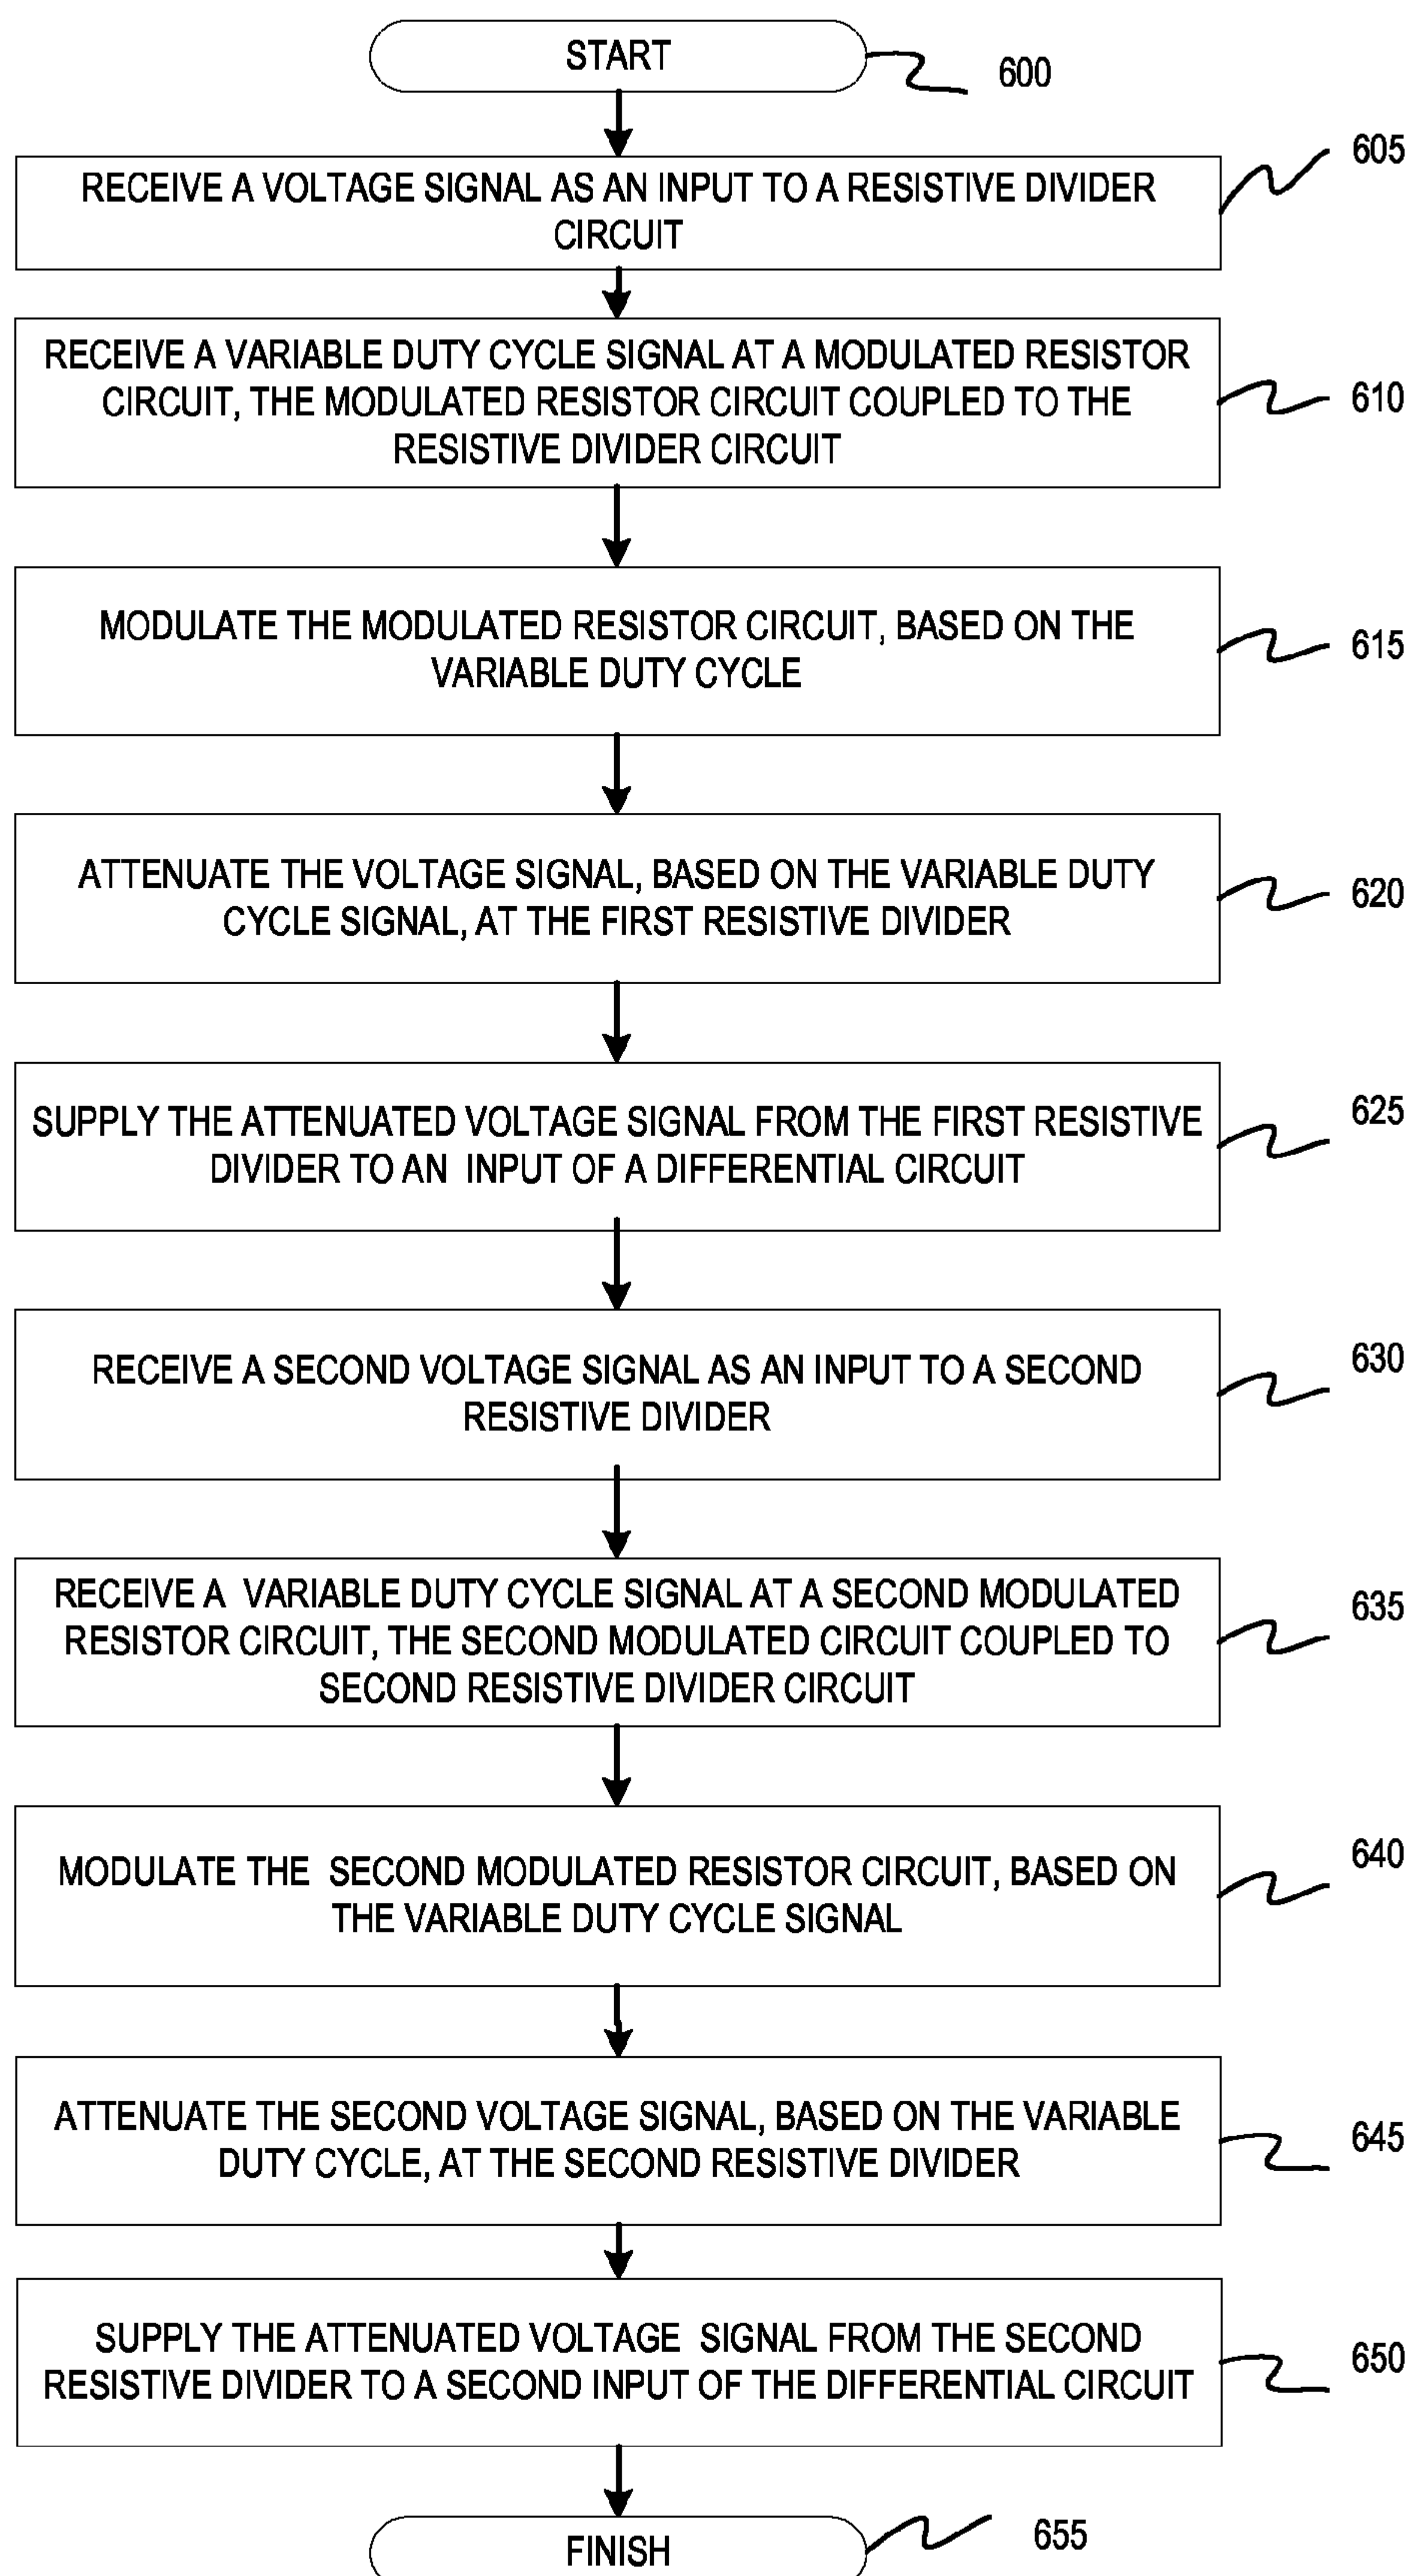 START
600
605
RECEIVE A VOLTAGE SIGNAL AS AN INPUT TO A RESISTIVE DIVIDER
CIRCUIT
RECEIVE A VARIABLE DUTY CYCLE SIGNAL AT A MODULATED RESISTOR
CIRCUIT, THE MODULATED RESISTOR CIRCUIT COUPLED TO THE
RESISTIVE DIVIDER CIRCUIT
610
MODULATE THE MODULATED RESISTOR CIRCUIT, BASED ON THE
VARIABLE DUTY CYCLE
615
ATTENUATE THE VOLTAGE SIGNAL, BASED ON THE VARIABLE DUTY
CYCLE SIGNAL, AT THE FIRST RESISTIVE DIVIDER
620
SUPPLY THE ATTENUATED VOLTAGE SIGNAL FROM THE FIRST RESISTIVE
DIVIDER TO AN INPUT OF A DIFFERENTIAL CIRCUIT
625
RECEIVE A SECOND VOLTAGE SIGNAL AS AN INPUT TO A SECOND
RESISTIVE DIVIDER
630
RECEIVE A VARIABLE DUTY CYCLE SIGNAL AT A SECOND MODULATED
RESISTOR CIRCUIT, THE SECOND MODULATED CIRCUIT COUPLED TO
SECOND RESISTIVE DIVIDER CIRCUIT
635
MODULATE THE SECOND MODULATED RESISTOR CIRCUIT, BASED ON
THE VARIABLE DUTY CYCLE SIGNAL
640
ATTENUATE THE SECOND VOLTAGE SIGNAL, BASED ON THE VARIABLE
DUTY CYCLE, AT THE SECOND RESISTIVE DIVIDER
645
SUPPLY THE ATTENUATED VOLTAGE SIGNAL FROM THE SECOND
RESISTIVE DIVIDER TO A SECOND INPUT OF THE DIFFERENTIAL CIRCUIT
650
FINISH
655